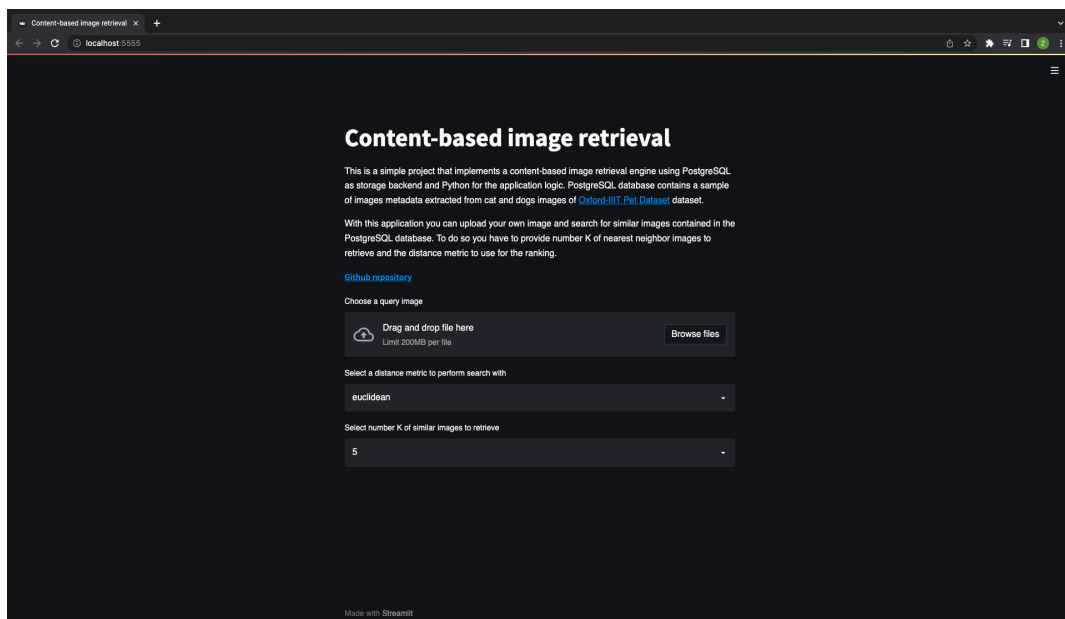 Content-based image retrieval
localhost:5555
Z
Content-based image retrieval
This is a simple project that implements a content-based image retrieval engine using PostgreSQL
as storage backend and Python for the application logic. PostgreSQL database contains a sample
of images metadata extracted from cat and dogs images of Oxford-IIIT Pet Dataset dataset.
With this application you can upload your own image and search for similar images contained in the
PostgreSQL database. To do so you have to provide number K of nearest neighbor images to
retrieve and the distance metric to use for the ranking.
Github repository
Choose a query image
Drag and drop file here
Limit 200MB per file
Browse files
Select a distance metric to perform search with
euclidean
Select number K of similar images to retrieve
5
Made with Streamlit